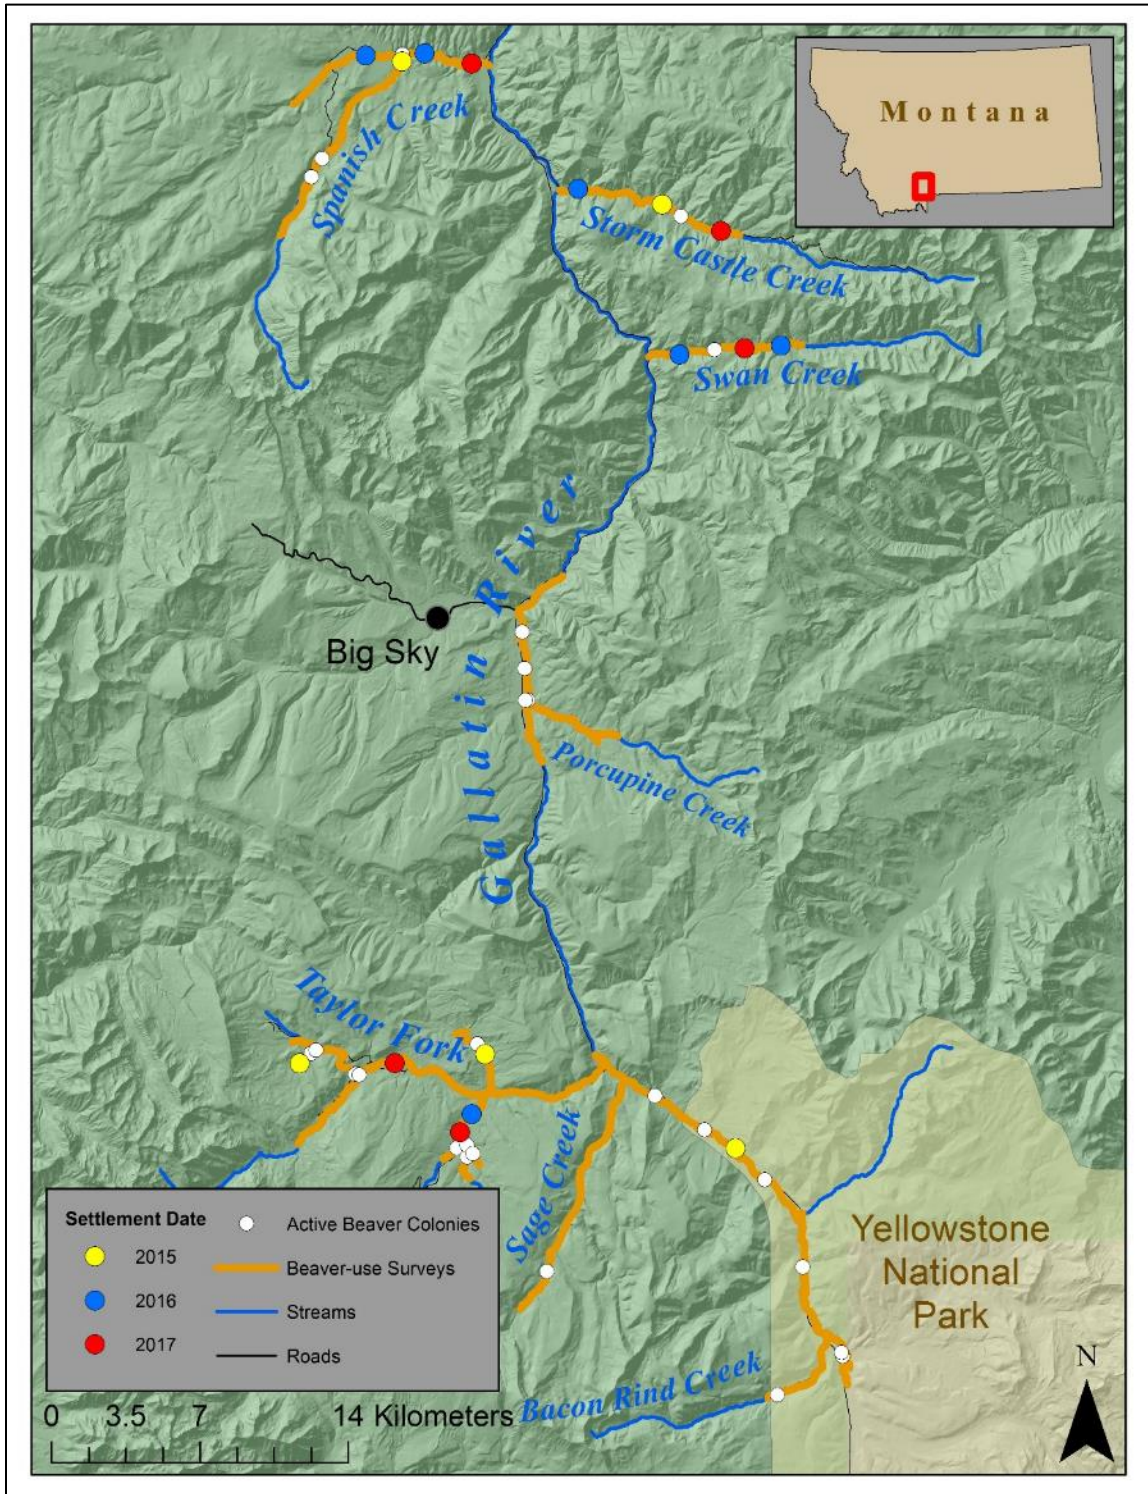 Montana
Spanish Creek
Storm Castle Creek
Swan Creek
Gallatin River
Big Sky
Porcupine Creek
Taylor Fork
Sage Creek
Yellowstone
National
Park
Bacon Rind Creek
N
Settlement Date
2015
2016
2017
Active Beaver Colonies
Beaver-use Surveys
Streams
Roads
0 3.5 7 14 Kilometers